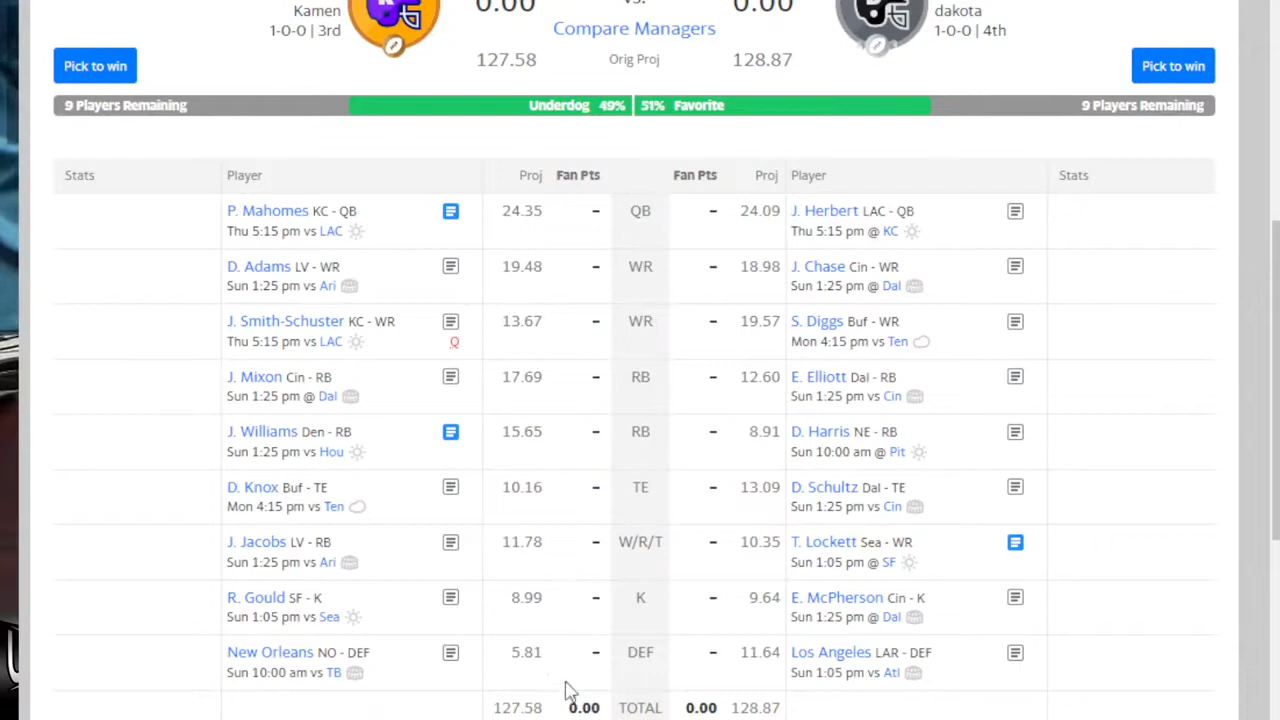 Kamen 0.00 vs. 0.00 dakota
1-0-0 | 3rd Compare Managers 1-0-0 | 4th
Pick to win 127.58 Orig Proj 128.87 Pick to win
9 Players Remaining Underdog 49% 51% Favorite 9 Players Remaining
Stats Player Proj Fan Pts Fan Pts Proj Player Stats
P. Mahomes KC - QB 24.35 – QB – 24.09 J. Herbert LAC - QB
Thu 5:15 pm vs LAC Thu 5:15 pm @ KC
D. Adams LV - WR 19.48 – WR – 18.98 J. Chase Cin - WR
Sun 1:25 pm vs Ari Sun 1:25 pm @ Dal
J. Smith-Schuster KC - WR 13.67 – WR – 19.57 S. Diggs Buf - WR
Thu 5:15 pm vs LAC Q Mon 4:15 pm vs Ten
J. Mixon Cin - RB 17.69 – RB – 12.60 E. Elliott Dal - RB
Sun 1:25 pm @ Dal Sun 1:25 pm vs Cin
J. Williams Den - RB 15.65 – RB – 8.91 D. Harris NE - RB
Sun 1:25 pm vs Hou Sun 10:00 am @ Pit
D. Knox Buf - TE 10.16 – TE – 13.09 D. Schultz Dal - TE
Mon 4:15 pm vs Ten Sun 1:25 pm vs Cin
J. Jacobs LV - RB 11.78 – W/R/T – 10.35 T. Lockett Sea - WR
Sun 1:25 pm vs Ari Sun 1:05 pm @ SF
R. Gould SF - K 8.99 – K – 9.64 E. McPherson Cin - K
Sun 1:05 pm vs Sea Sun 1:25 pm @ Dal
New Orleans NO - DEF 5.81 – DEF – 11.64 Los Angeles LAR - DEF
Sun 10:00 am vs TB Sun 1:05 pm vs Atl
127.58 0.00 TOTAL 0.00 128.87